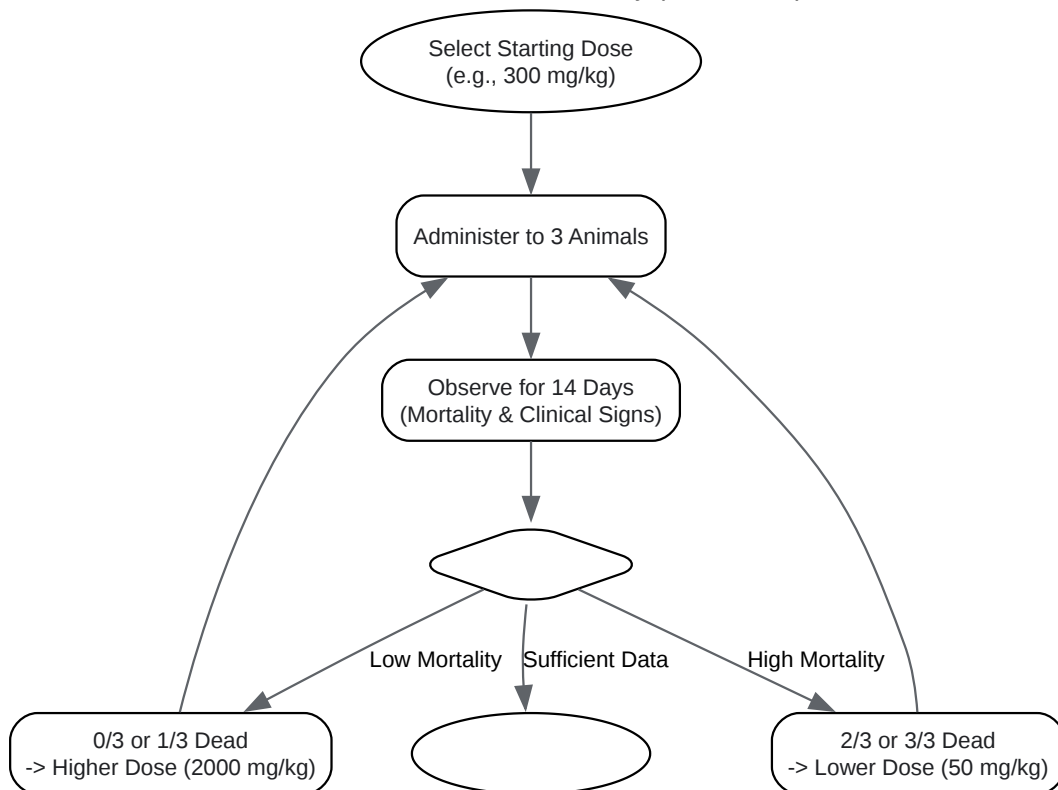 Select Starting Dose
(e.g., 300 mg/kg)
Administer to 3 Animals
Observe for 14 Days
(Mortality & Clinical Signs)
Low Mortality
Sufficient Data
High Mortality
0/3 or 1/3 Dead
-> Higher Dose (2000 mg/kg)
2/3 or 3/3 Dead
-> Lower Dose (50 mg/kg)